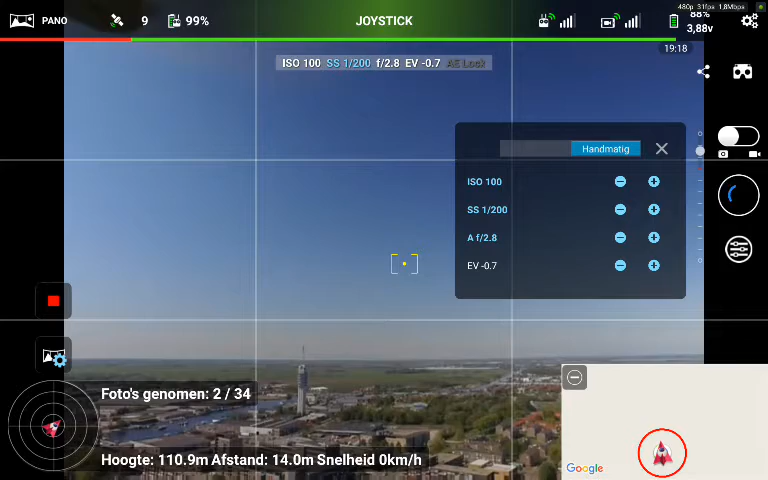 480p 31fps 1,8Mbps
PANO 9 99% JOYSTICK 88%
3,88v
19:18
ISO 100 SS 1/200 f/2.8 EV -0.7 AE Lock
Handmatig
ISO 100
SS 1/200
A f/2.8
EV -0.7
Foto's genomen: 2 / 34
Hoogte: 110.9m Afstand: 14.0m Snelheid 0km/h
Google